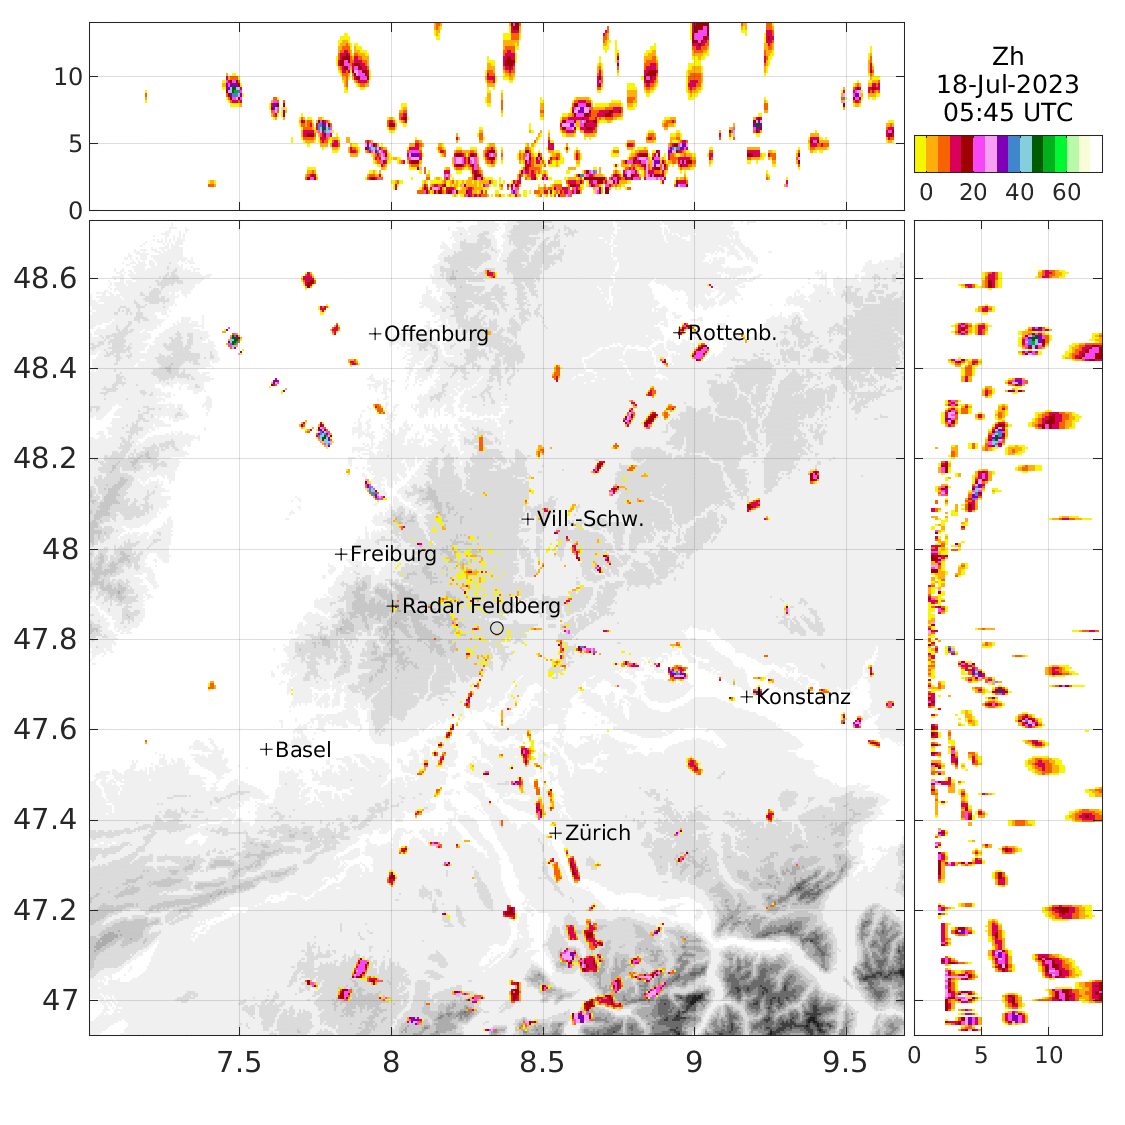 Zh
18-Jul-2023
05:45 UTC
0 20 40 60
10
5
0
48.6
48.4
48.2
48
47.8
47.6
47.4
47.2
47
Offenburg
Rottenb.
Vill.-Schw.
Freiburg
Radar Feldberg
Konstanz
Basel
Zürich
7.5 8 8.5 9 9.5
0 5 10